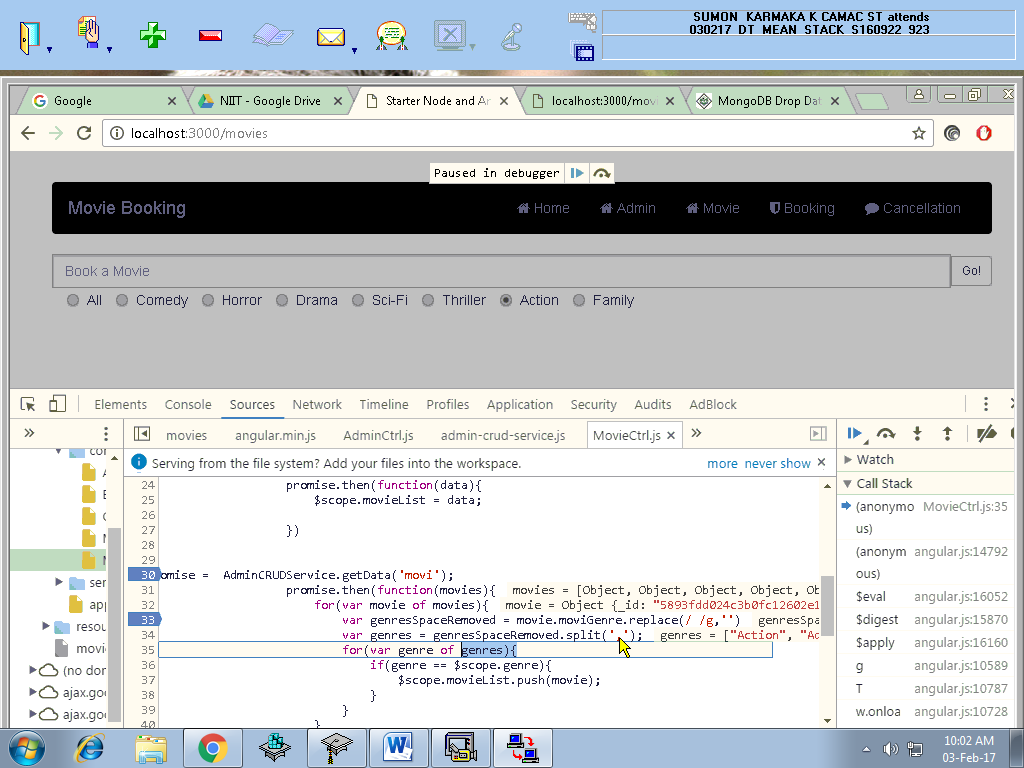 SUMON KARMAKA K CAMAC ST attends
030217 DT MEAN STACK S160922 923
Google
NIIT - Google Drive
Starter Node and An
localhost:3000/movi
MongoDB Drop Dat
localhost:3000/movies
Paused in debugger
Movie Booking
Home
Admin
Movie
Booking
Cancellation
Book a Movie
Go!
All
Comedy
Horror
Drama
Sci-Fi
Thriller
Action
Family
Elements
Console
Sources
Network
Timeline
Profiles
Application
Security
Audits
AdBlock
movies
angular.min.js
AdminCtrl.js
admin-crud-service.js
MovieCtrl.js
Serving from the file system? Add your files into the workspace.
more never show
Watch
Call Stack
(anonymo
us)
MovieCtrl.js:35
(anonym
ous)
angular.js:14792
$eval angular.js:16052
$digest angular.js:15870
$apply angular.js:16160
g angular.js:10589
T angular.js:10787
w.onloa angular.js:10728
con
ser
app
resou
movi
(no dor
ajax.goo
ajax.goo
24 promise.then(function(data){
25 $scope.movieList = data;
26
27 })
28
29
30 omise = AdminCRUDService.getData('movi');
31 promise.then(function(movies){ movies = [Object, Object, Object, Object, Ob
32 for(var movie of movies){ movie = Object {_id: "5893fdd024c3b0fc12602e1
33 var genresSpaceRemoved = movie.moviGenre.replace(/ /g,'') genresSpa
34 var genres = genresSpaceRemoved.split(','); genres = ["Action", "Ad
35 for(var genre of genres){
36 if(genre == $scope.genre){
37 $scope.movieList.push(movie);
38 }
39 }
40 }
10:02 AM
03-Feb-17